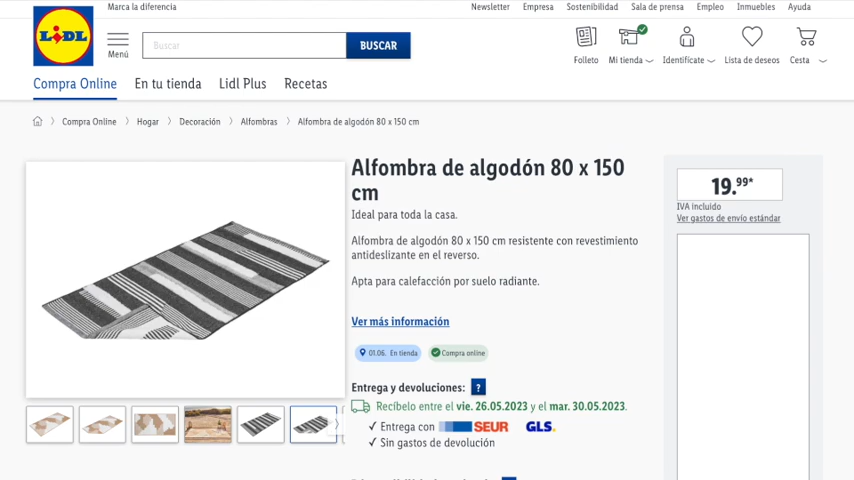 Marca la diferencia
Newsletter Empresa Sostenibilidad Sala de prensa Empleo Inmuebles Ayuda
LIDL
Menú
Buscar
BUSCAR
Folleto Mi tienda Identifícate Lista de deseos Cesta
Compra Online En tu tienda Lidl Plus Recetas
Compra Online Hogar Decoración Alfombras Alfombra de algodón 80 x 150 cm
Alfombra de algodón 80 x 150
cm
Ideal para toda la casa.
Alfombra de algodón 80 x 150 cm resistente con revestimiento
antideslizante en el reverso.
Apta para calefacción por suelo radiante.
Ver más información
01.06. En tienda Compra online
Entrega y devoluciones: ?
Recíbelo entre el vie. 26.05.2023 y el mar. 30.05.2023.
✓ Entrega con SEUR GLS.
✓ Sin gastos de devolución
19.99*
IVA incluido
Ver gastos de envío estándar